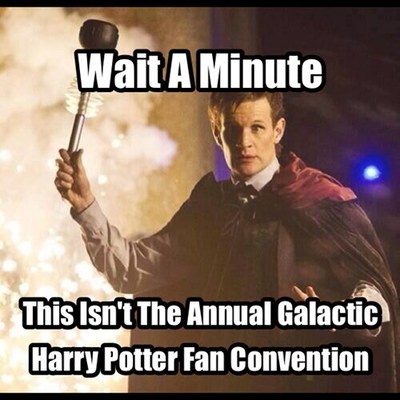 Wait A Minute
This Isn't The Annual Galactic
Harry Potter Fan Convention